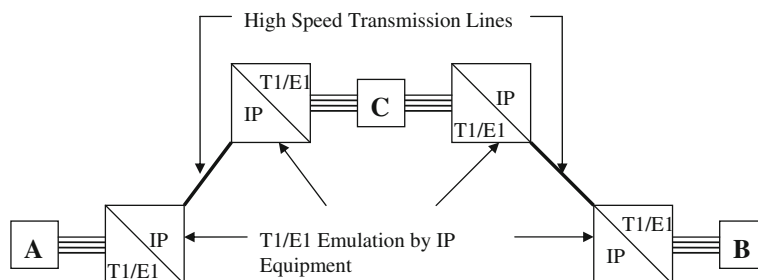 High Speed Transmission Lines
T1/E1
IP
C
IP
T1/E1
A
IP
T1/E1
T1/E1 Emulation by IP
Equipment
T1/E1
IP
B